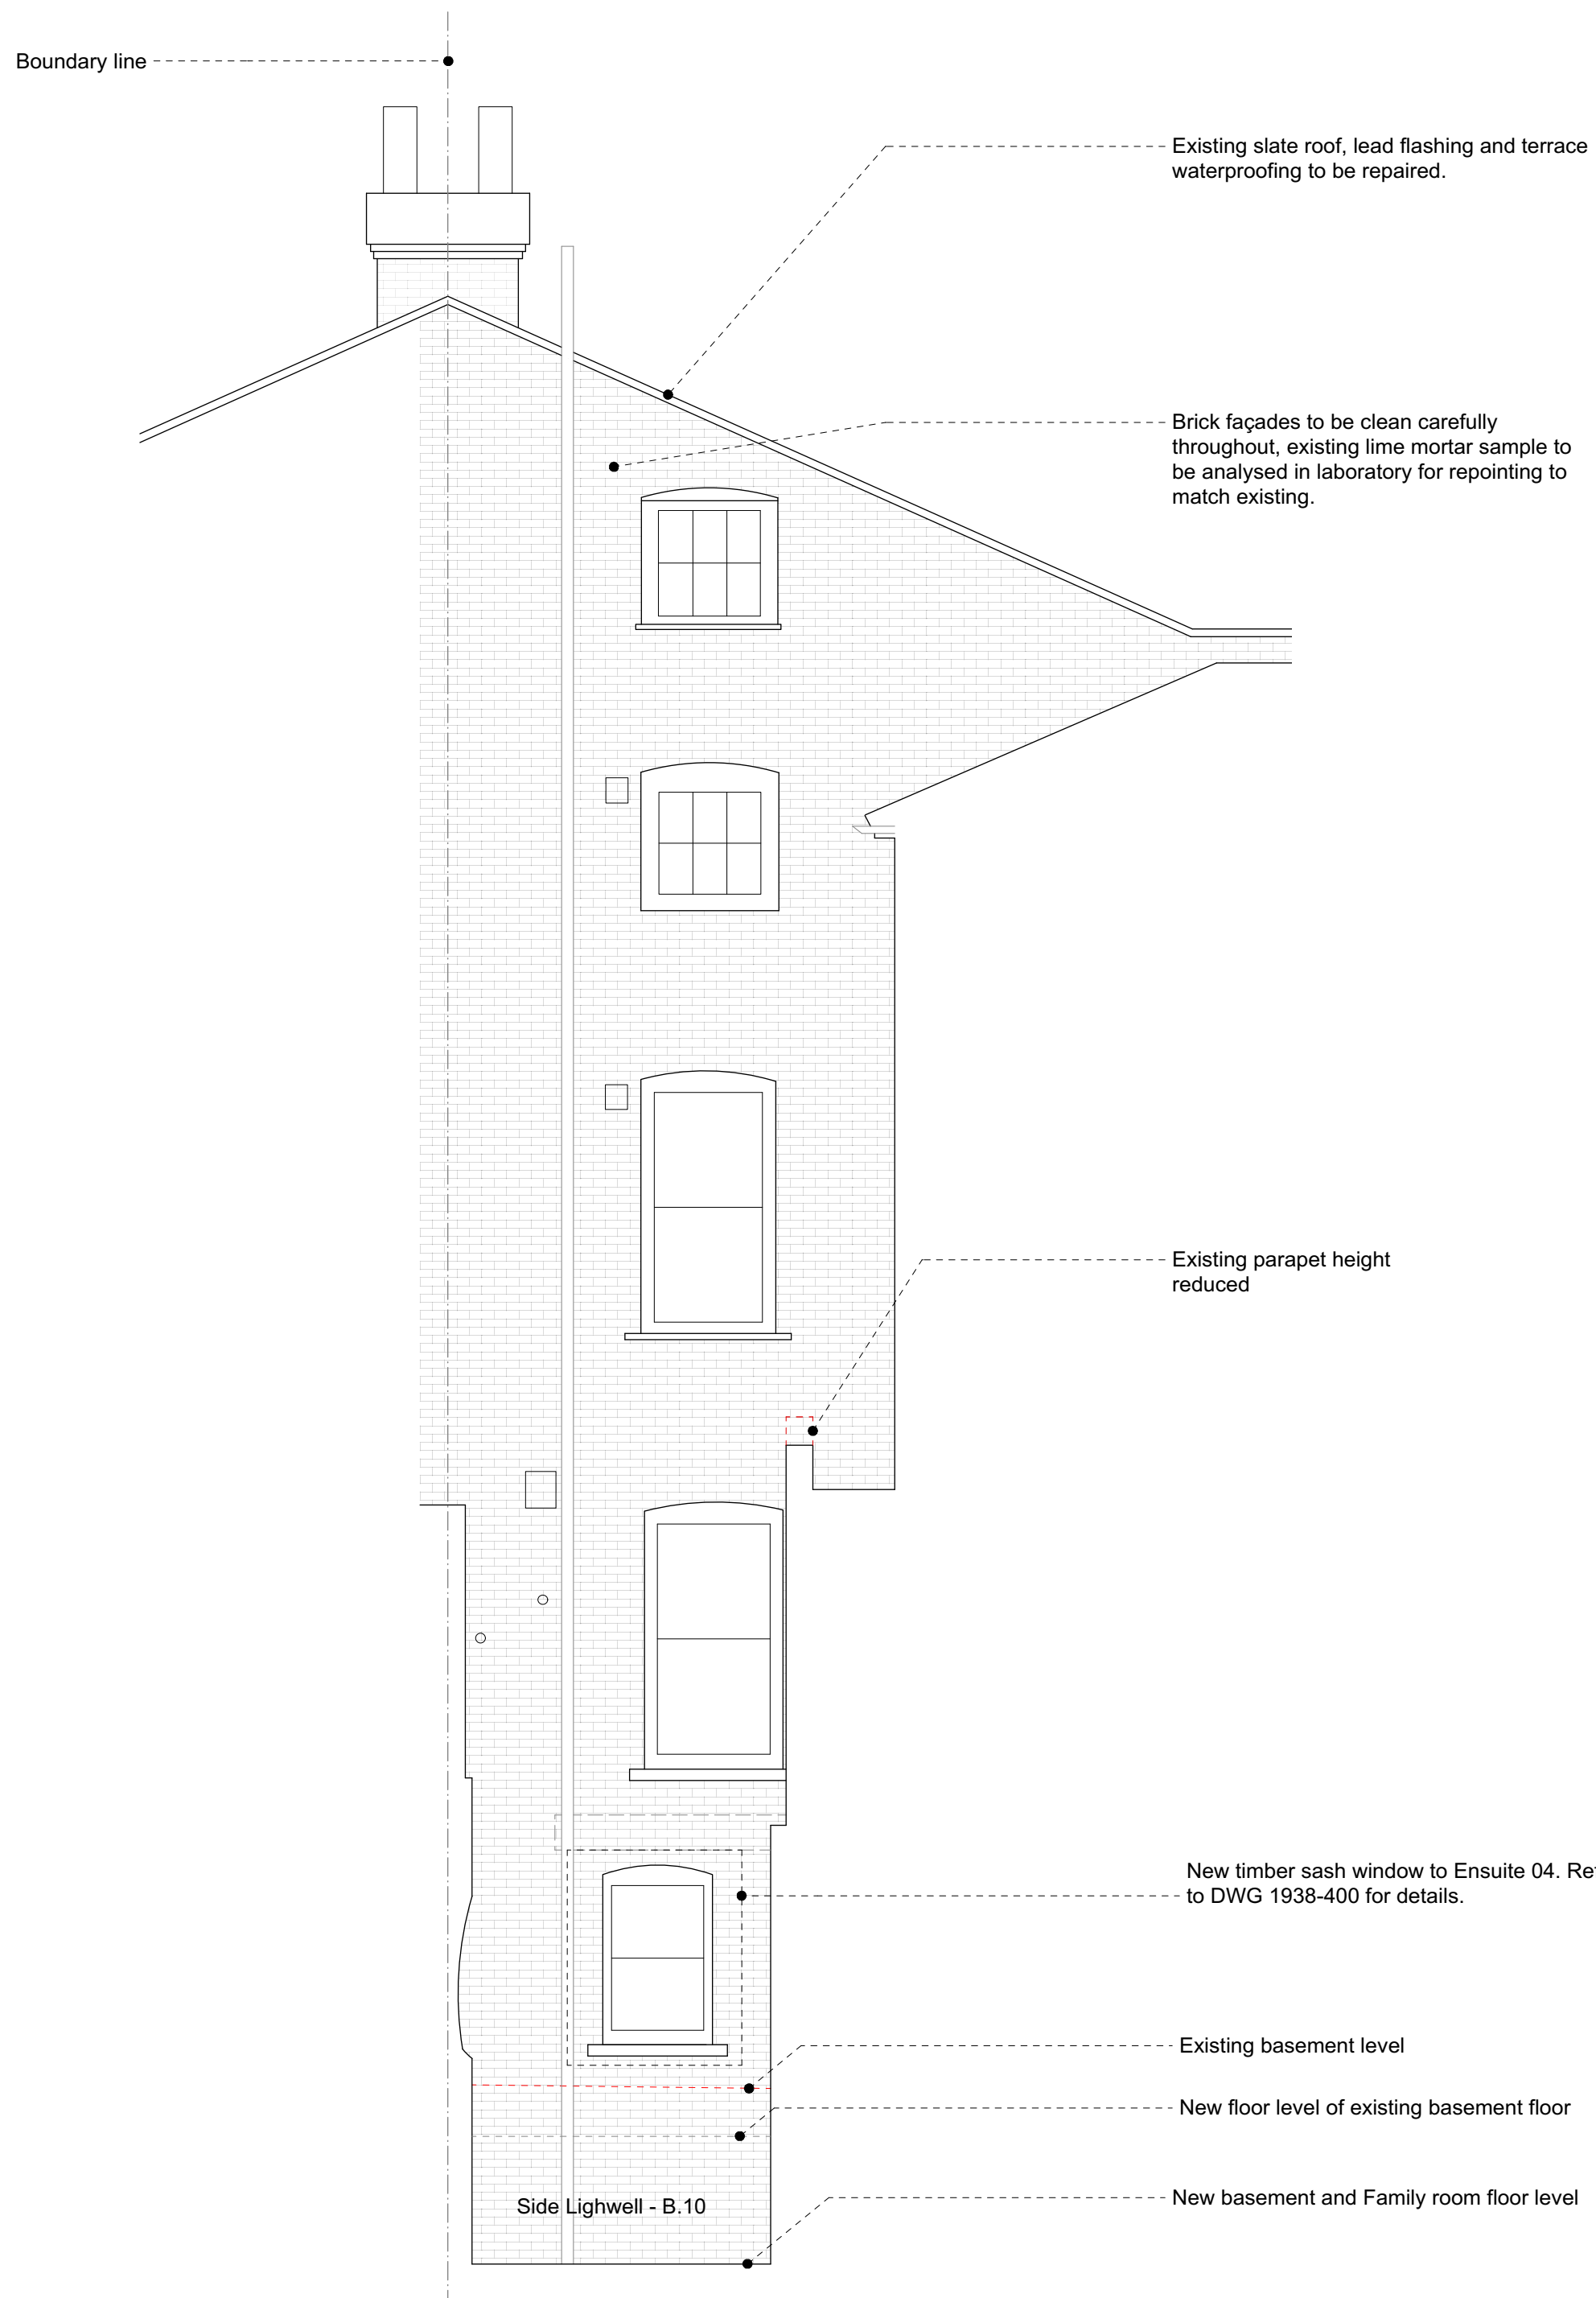 Boundary line
Existing slate roof, lead flashing and terrace
waterproofing to be repaired.
Brick façades to be clean carefully
throughout, existing lime mortar sample to
be analysed in laboratory for repointing to
match existing.
Existing parapet height
reduced
New timber sash window to Ensuite 04.
to DWG 1938-400 for details.
Existing basement level
New floor level of existing basement floor
Side Lighwell - B.10
New basement and Family room floor level